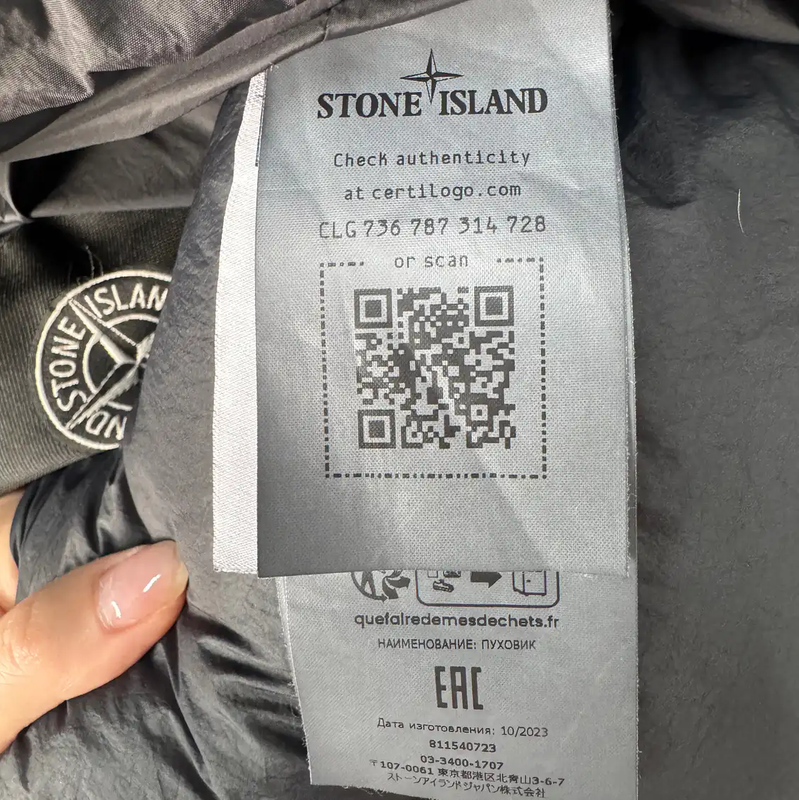 STONE ISLAND
Check authenticity
at certilogo.com
CLG 736 787 314 728
or scan
STONE ISLAND
quefairedemesdechets.fr
НАИМЕНОВАНИЕ: ПУХОВИК
EAC
Дата изготовления: 10/2023
811540723
03-3400-1707
〒107-0061 東京都港区北青山3-6-7
ストーンアイランドジャパン株式会社